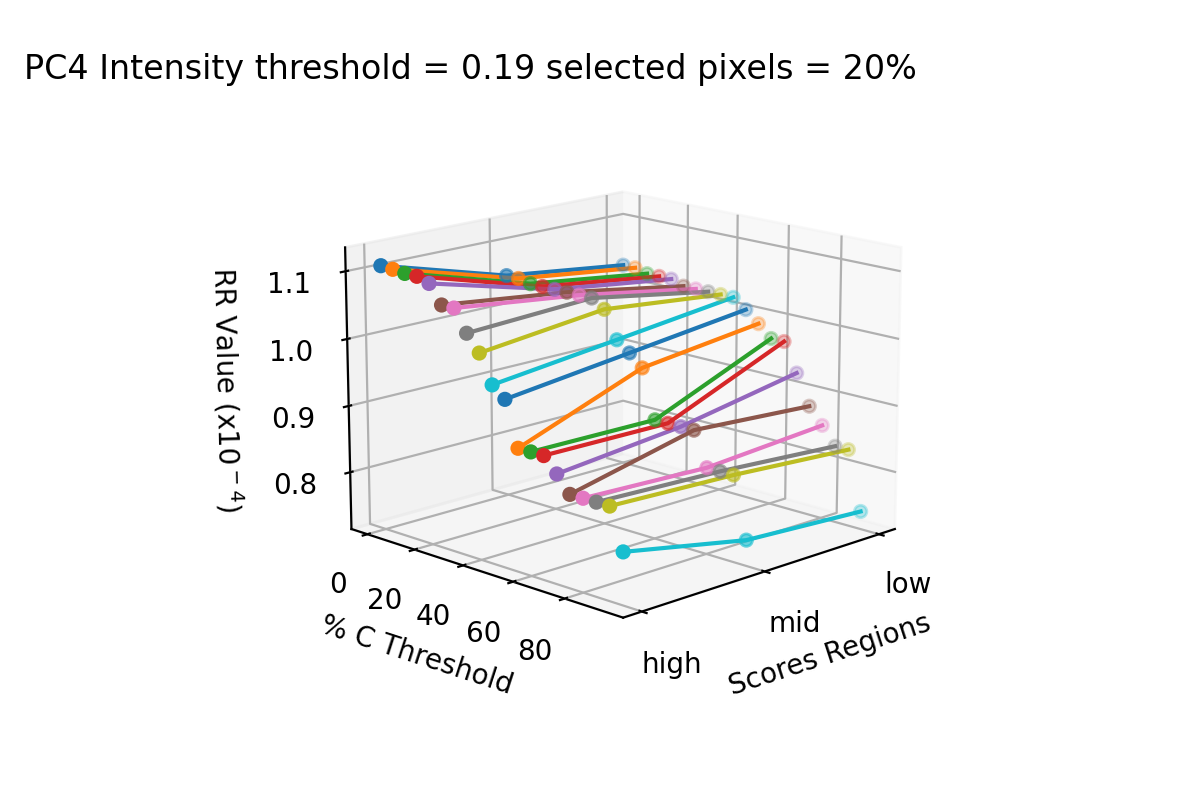 PC4 Intensity threshold = 0.19 selected pixels = 20%
RR Value (x10⁻⁴)
1.1
1.0
0.9
0.8
0
20
40
60
80
% C Threshold
high
mid
low
Scores Regions